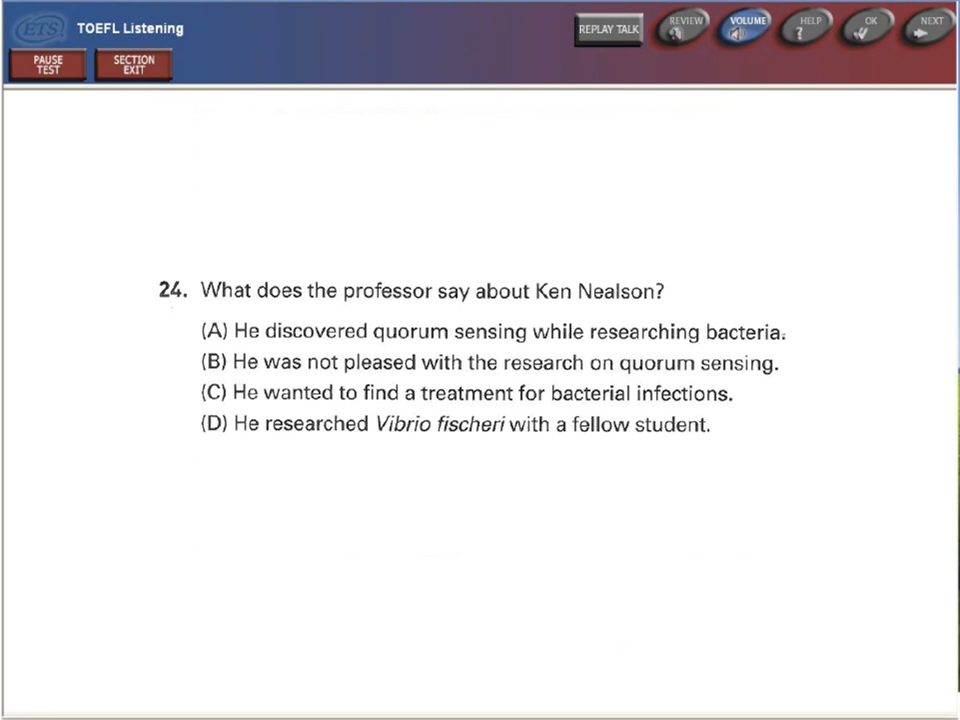 ETS TOEFL Listening
REPLAY TALK
REVIEW
VOLUME
HELP
?
OK
NEXT
PAUSE
TEST
SECTION
EXIT
24. What does the professor say about Ken Nealson?
(A) He discovered quorum sensing while researching bacteria.
(B) He was not pleased with the research on quorum sensing.
(C) He wanted to find a treatment for bacterial infections.
(D) He researched Vibrio fischeri with a fellow student.